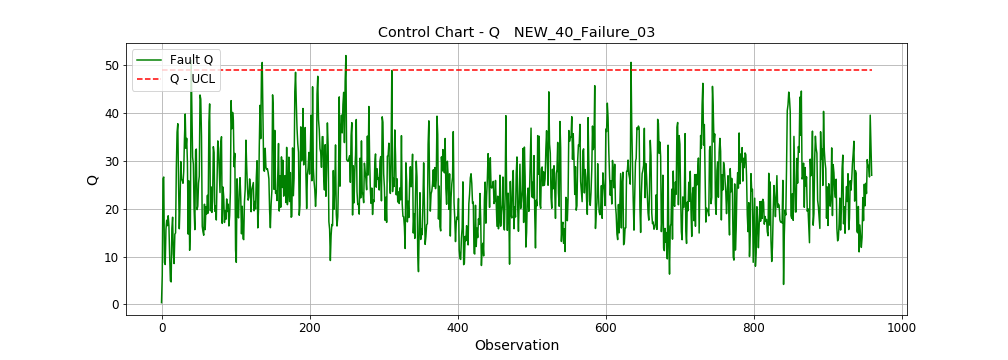 Control Chart - Q   NEW_40_Failure_03
Fault Q
Q - UCL
Q
50
40
30
20
10
0
0 200 400 600 800 1000
Observation